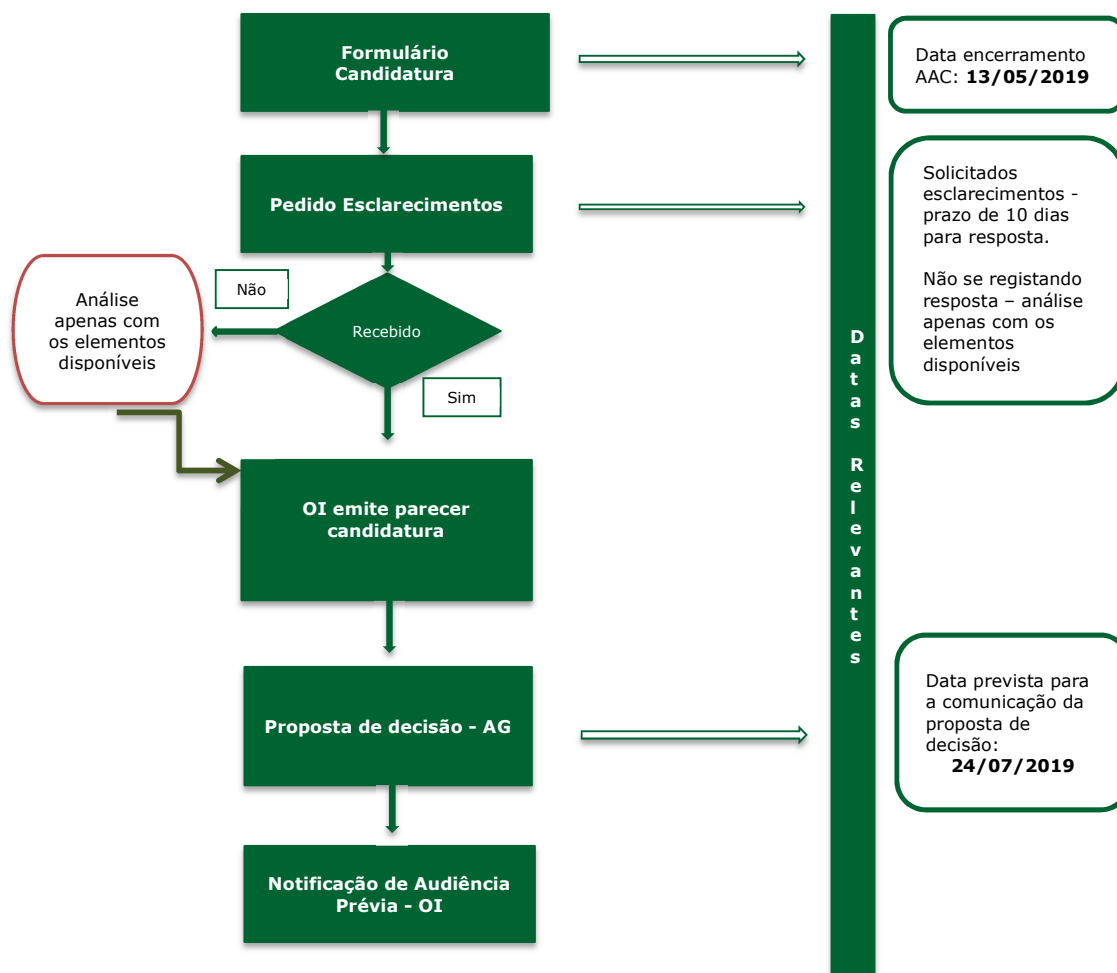 Formulário
Candidatura
Data encerramento
AAC: 13/05/2019
Pedido Esclarecimentos
Solicitados
esclarecimentos -
prazo de 10 dias
para resposta.
Não se registando
resposta – análise
apenas com os
elementos
disponíveis
Não
Análise
apenas com
os elementos
disponíveis
Recebido
Sim
OI emite parecer
candidatura
D
a
t
a
s
R
e
l
e
v
a
n
t
e
s
Proposta de decisão - AG
Data prevista para
a comunicação da
proposta de
decisão:
24/07/2019
Notificação de Audiência
Prévia - OI